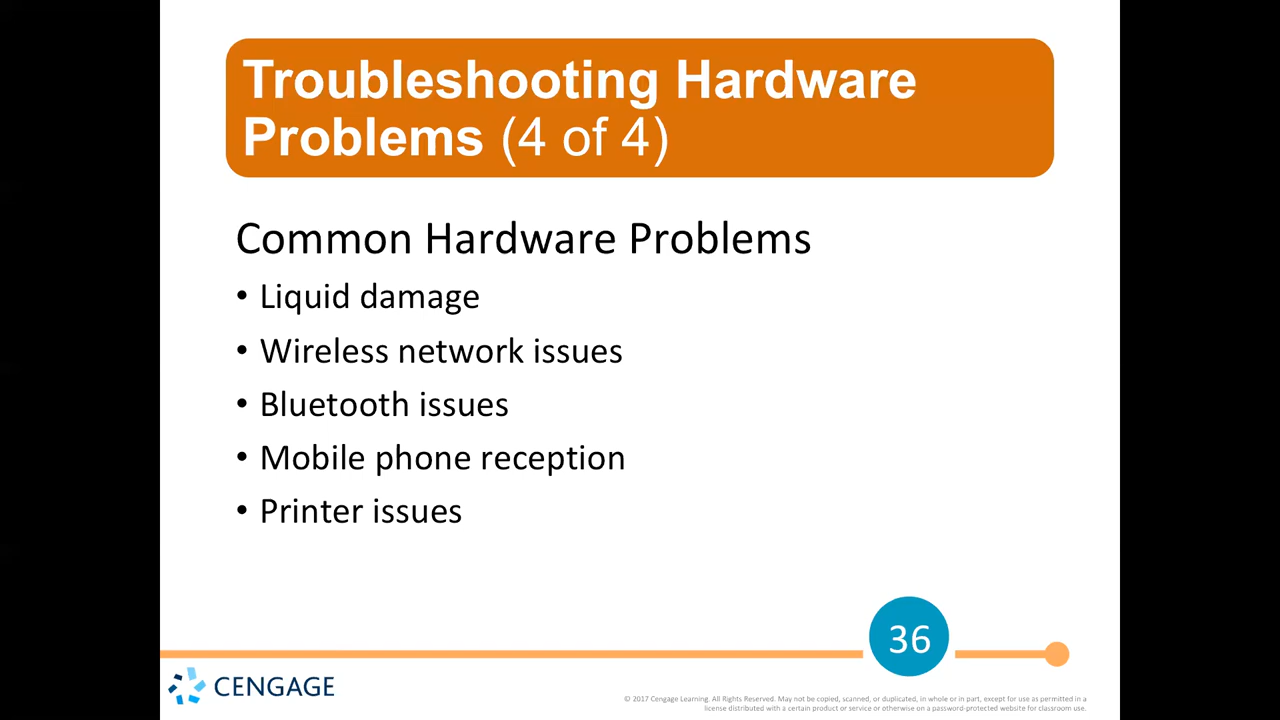 Troubleshooting Hardware
Problems (4 of 4)
Common Hardware Problems
• Liquid damage
• Wireless network issues
• Bluetooth issues
• Mobile phone reception
• Printer issues
36
CENGAGE
© 2017 Cengage Learning. All Rights Reserved. May not be copied, scanned, or duplicated, in whole or in part, except for use as permitted in a
license distributed with a certain product or service or otherwise on a password-protected website for classroom use.